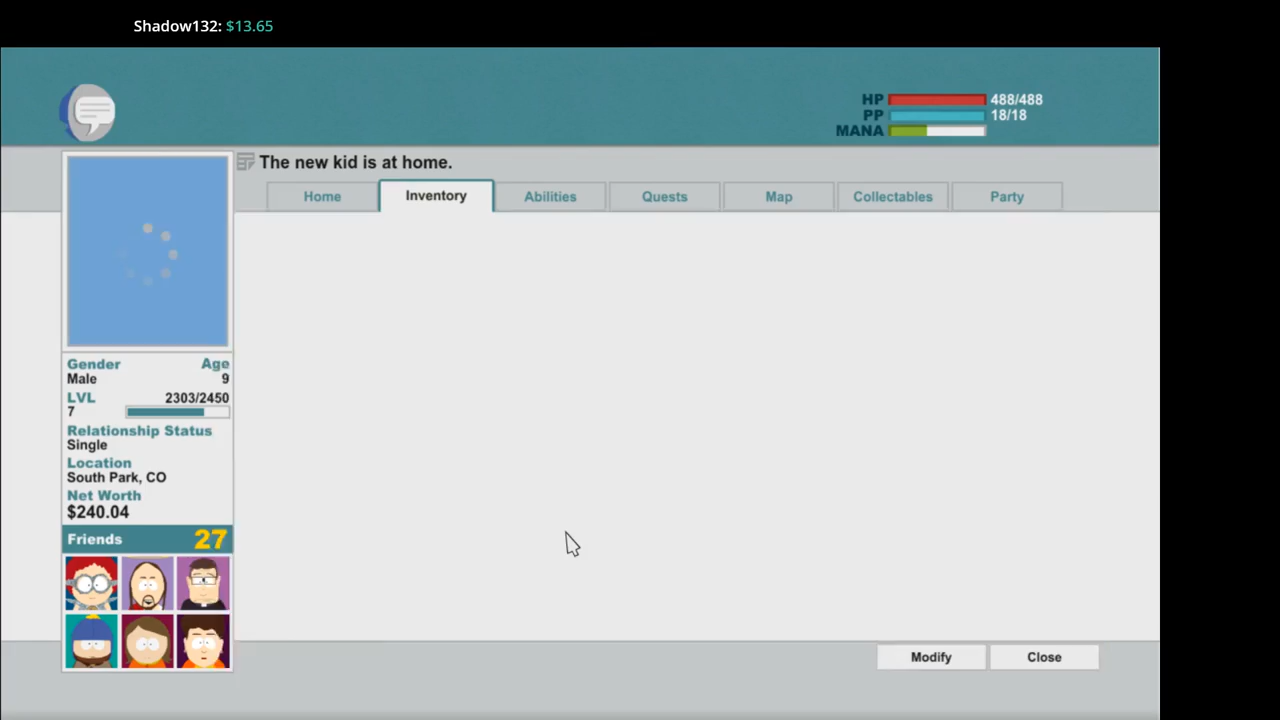 Shadow132: $13.65
HP 488/488
PP 18/18
MANA
The new kid is at home.
Home Inventory Abilities Quests Map Collectables Party
Gender Age
Male 9
LVL 2303/2450
7
Relationship Status
Single
Location
South Park, CO
Net Worth
$240.04
Friends 27
Modify Close